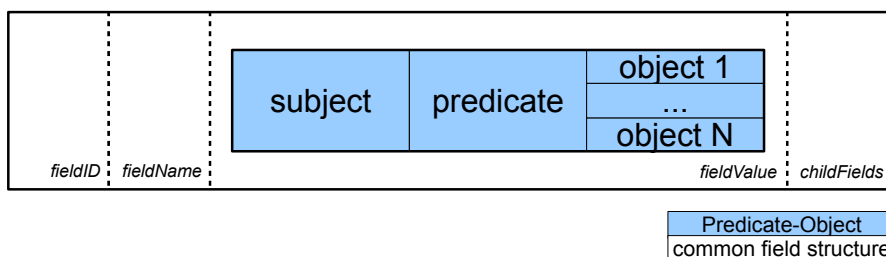 subject predicate object 1
...
object N
fieldID fieldName fieldValue childFields
Predicate-Object
common field structure